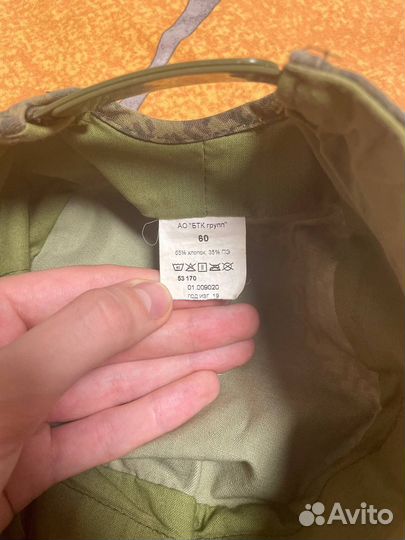 АО "БТК групп"
60
65% хлопок, 35% ПЭ
53 170
01.009020
год изг. 19
Avito